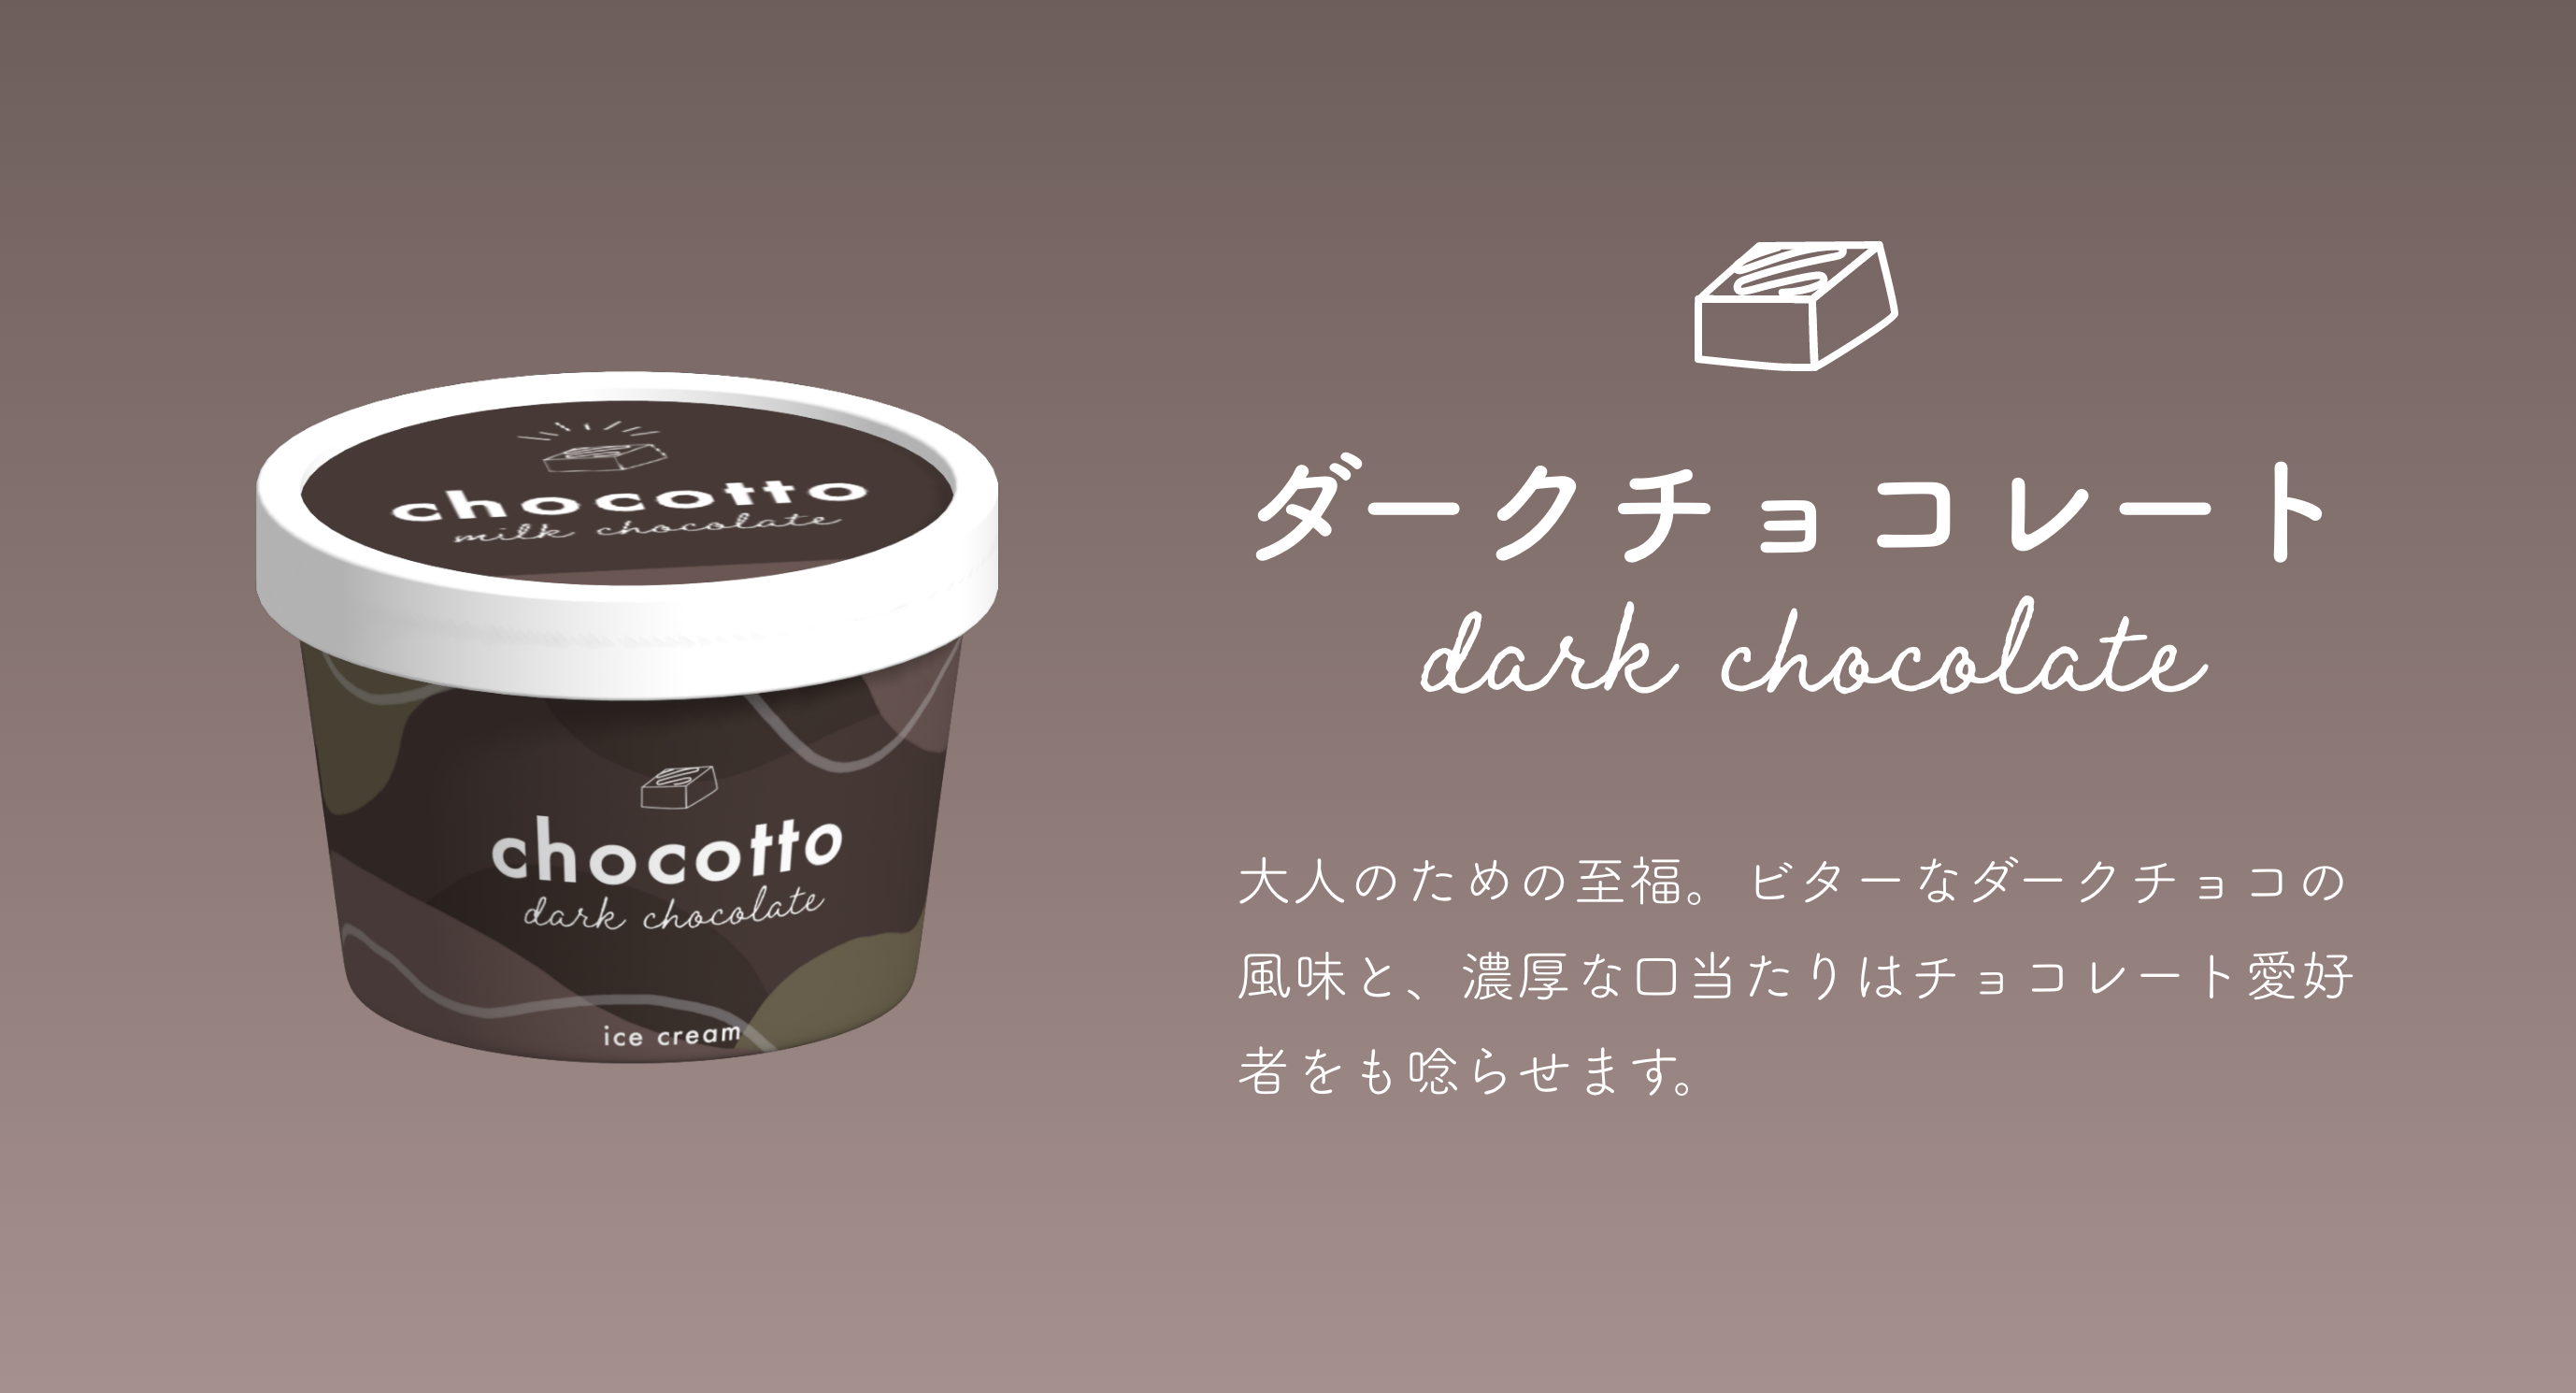 chocotto
milk chocolate
chocotto
dark chocolate
ice cream
ダークチョコレート
dark chocolate
大人のための至福。ビターなダークチョコの
風味と、濃厚な口当たりはチョコレート愛好
者をも唸らせます。